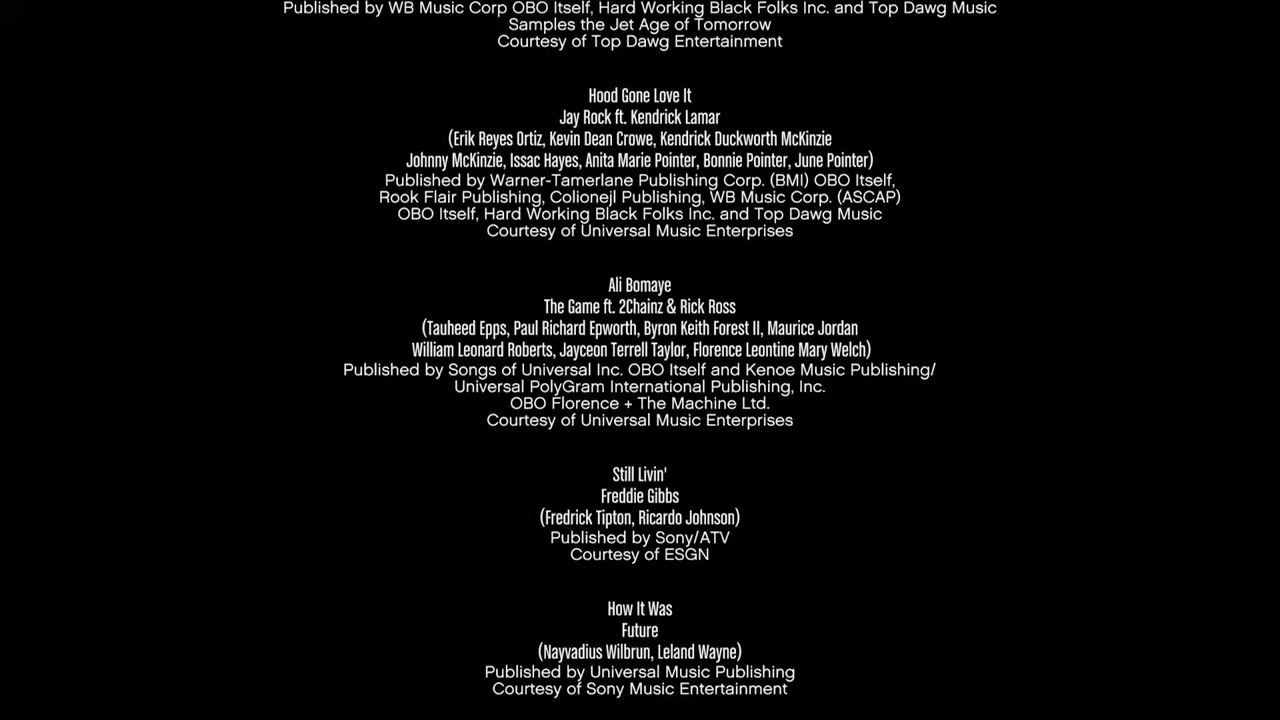 Published by WB Music Corp OBO Itself, Hard Working Black Folks Inc. and Top Dawg Music
Samples the Jet Age of Tomorrow
Courtesy of Top Dawg Entertainment
Hood Gone Love It
Jay Rock ft. Kendrick Lamar
(Erik Reyes Ortiz, Kevin Dean Crowe, Kendrick Duckworth McKinzie
Johnny McKinzie, Issac Hayes, Anita Marie Pointer, Bonnie Pointer, June Pointer)
Published by Warner-Tamerlane Publishing Corp. (BMI) OBO Itself,
Rook Flair Publishing, Colionejl Publishing, WB Music Corp. (ASCAP)
OBO Itself, Hard Working Black Folks Inc. and Top Dawg Music
Courtesy of Universal Music Enterprises
Ali Bomaye
The Game ft. 2Chainz & Rick Ross
(Tauheed Epps, Paul Richard Epworth, Byron Keith Forest II, Maurice Jordan
William Leonard Roberts, Jayceon Terrell Taylor, Florence Leontine Mary Welch)
Published by Songs of Universal Inc. OBO Itself and Kenoe Music Publishing/
Universal PolyGram International Publishing, Inc.
OBO Florence + The Machine Ltd.
Courtesy of Universal Music Enterprises
Still Livin'
Freddie Gibbs
(Fredrick Tipton, Ricardo Johnson)
Published by Sony/ATV
Courtesy of ESGN
How It Was
Future
(Nayvadius Wilbrun, Leland Wayne)
Published by Universal Music Publishing
Courtesy of Sony Music Entertainment